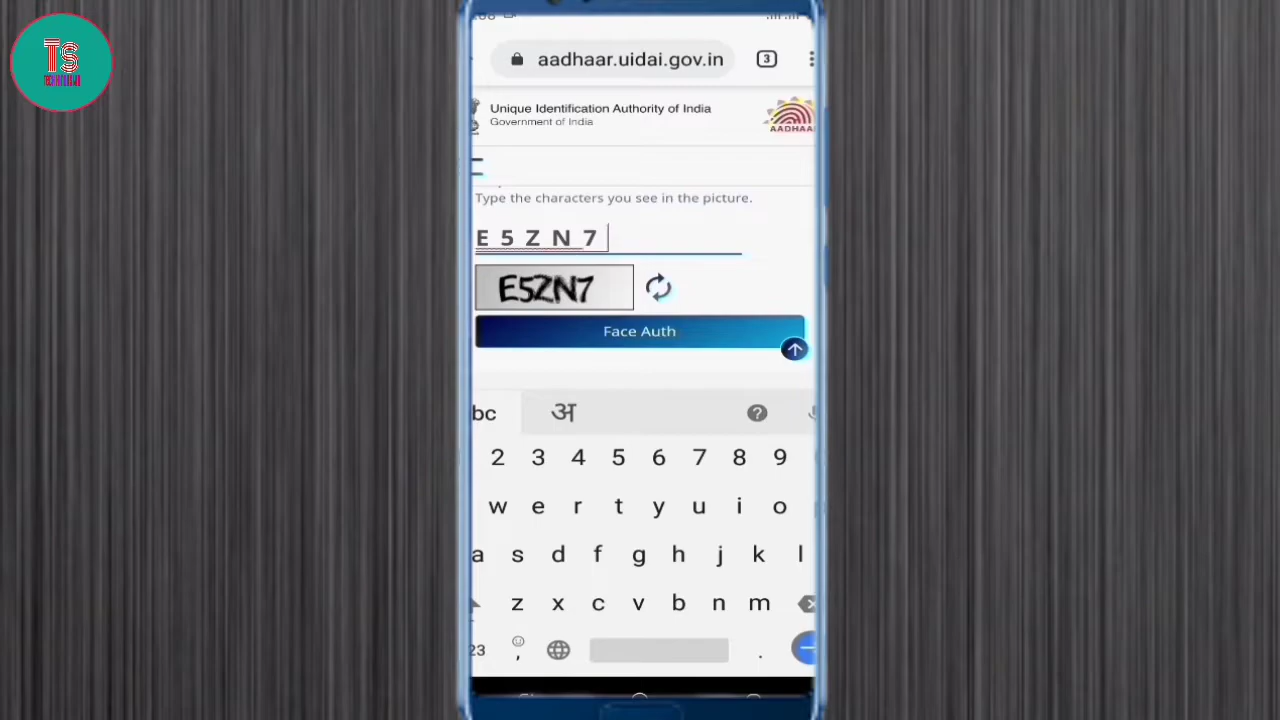 TS
aadhaar.uidai.gov.in
3
Unique Identification Authority of India
Government of India
AADHAA
Type the characters you see in the picture.
E 5 Z N 7
E5ZN7
Face Auth
bc अ ?
2 3 4 5 6 7 8 9
w e r t y u i o
a s d f g h j k l
z x c v b n m
23 , .